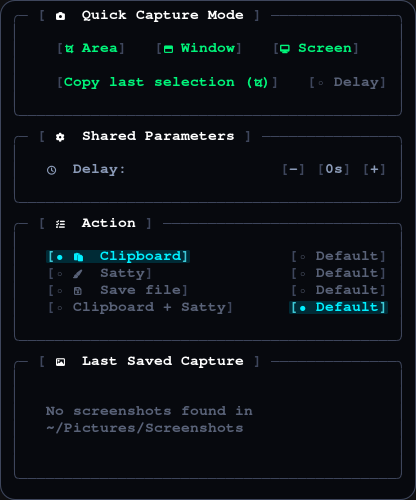 [ Quick Capture Mode ]
[Area] [Window] [Screen]
[Copy last selection ()] [○ Delay]
[ Shared Parameters ]
Delay: [−] [0s] [+]
[ Action ]
[● Clipboard] [○ Default]
[○ Satty] [○ Default]
[○ Save file] [○ Default]
[○ Clipboard + Satty] [● Default]
[ Last Saved Capture ]
No screenshots found in
~/Pictures/Screenshots